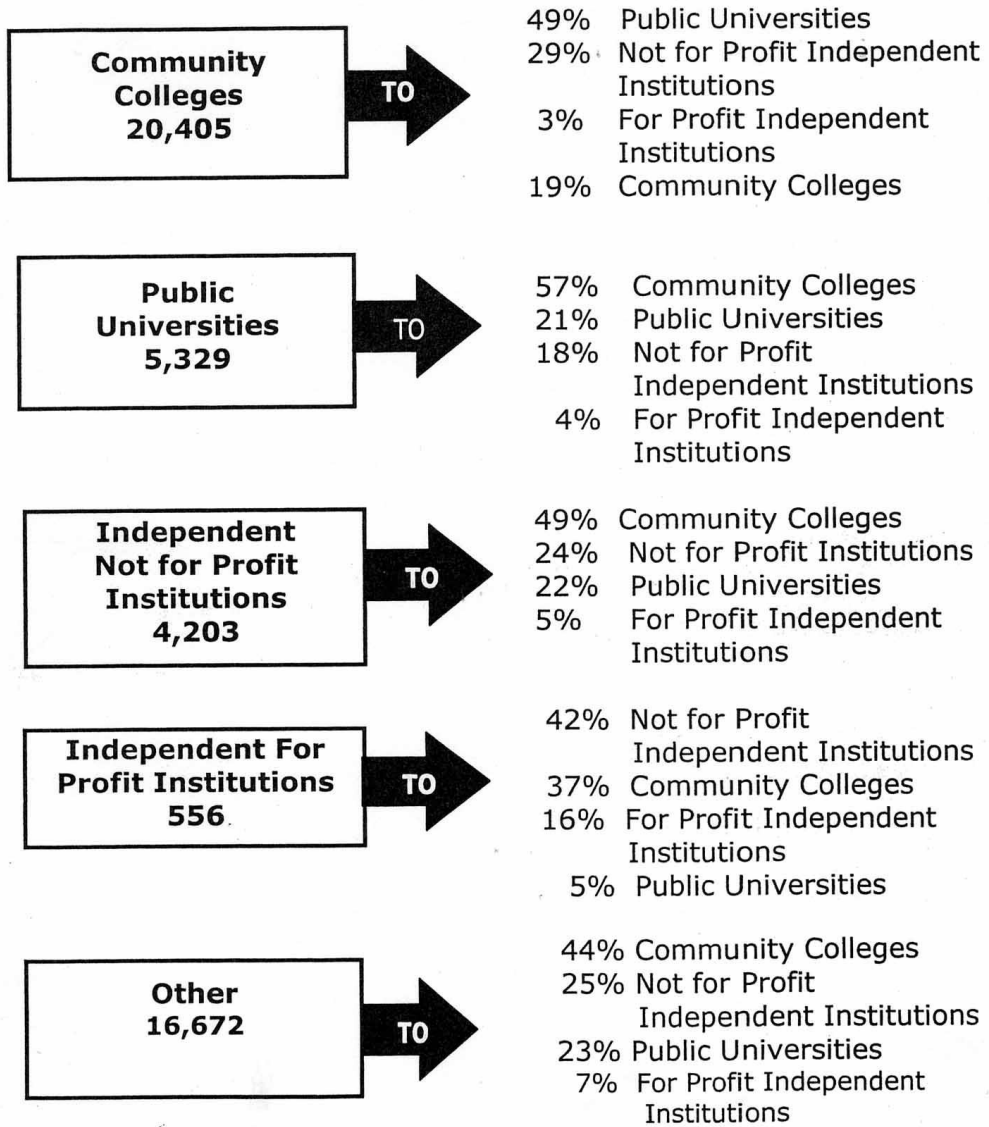 Community
Colleges
20,405
TO
49% Public Universities
29% Not for Profit Independent
Institutions
3% For Profit Independent
Institutions
19% Community Colleges
Public
Universities
5,329
TO
57% Community Colleges
21% Public Universities
18% Not for Profit
Independent Institutions
4% For Profit Independent
Institutions
Independent
Not for Profit
Institutions
4,203
TO
49% Community Colleges
24% Not for Profit Institutions
22% Public Universities
5% For Profit Independent
Institutions
Independent For
Profit Institutions
556
TO
42% Not for Profit
Independent Institutions
37% Community Colleges
16% For Profit Independent
Institutions
5% Public Universities
Other
16,672
TO
44% Community Colleges
25% Not for Profit
Independent Institutions
23% Public Universities
7% For Profit Independent
Institutions